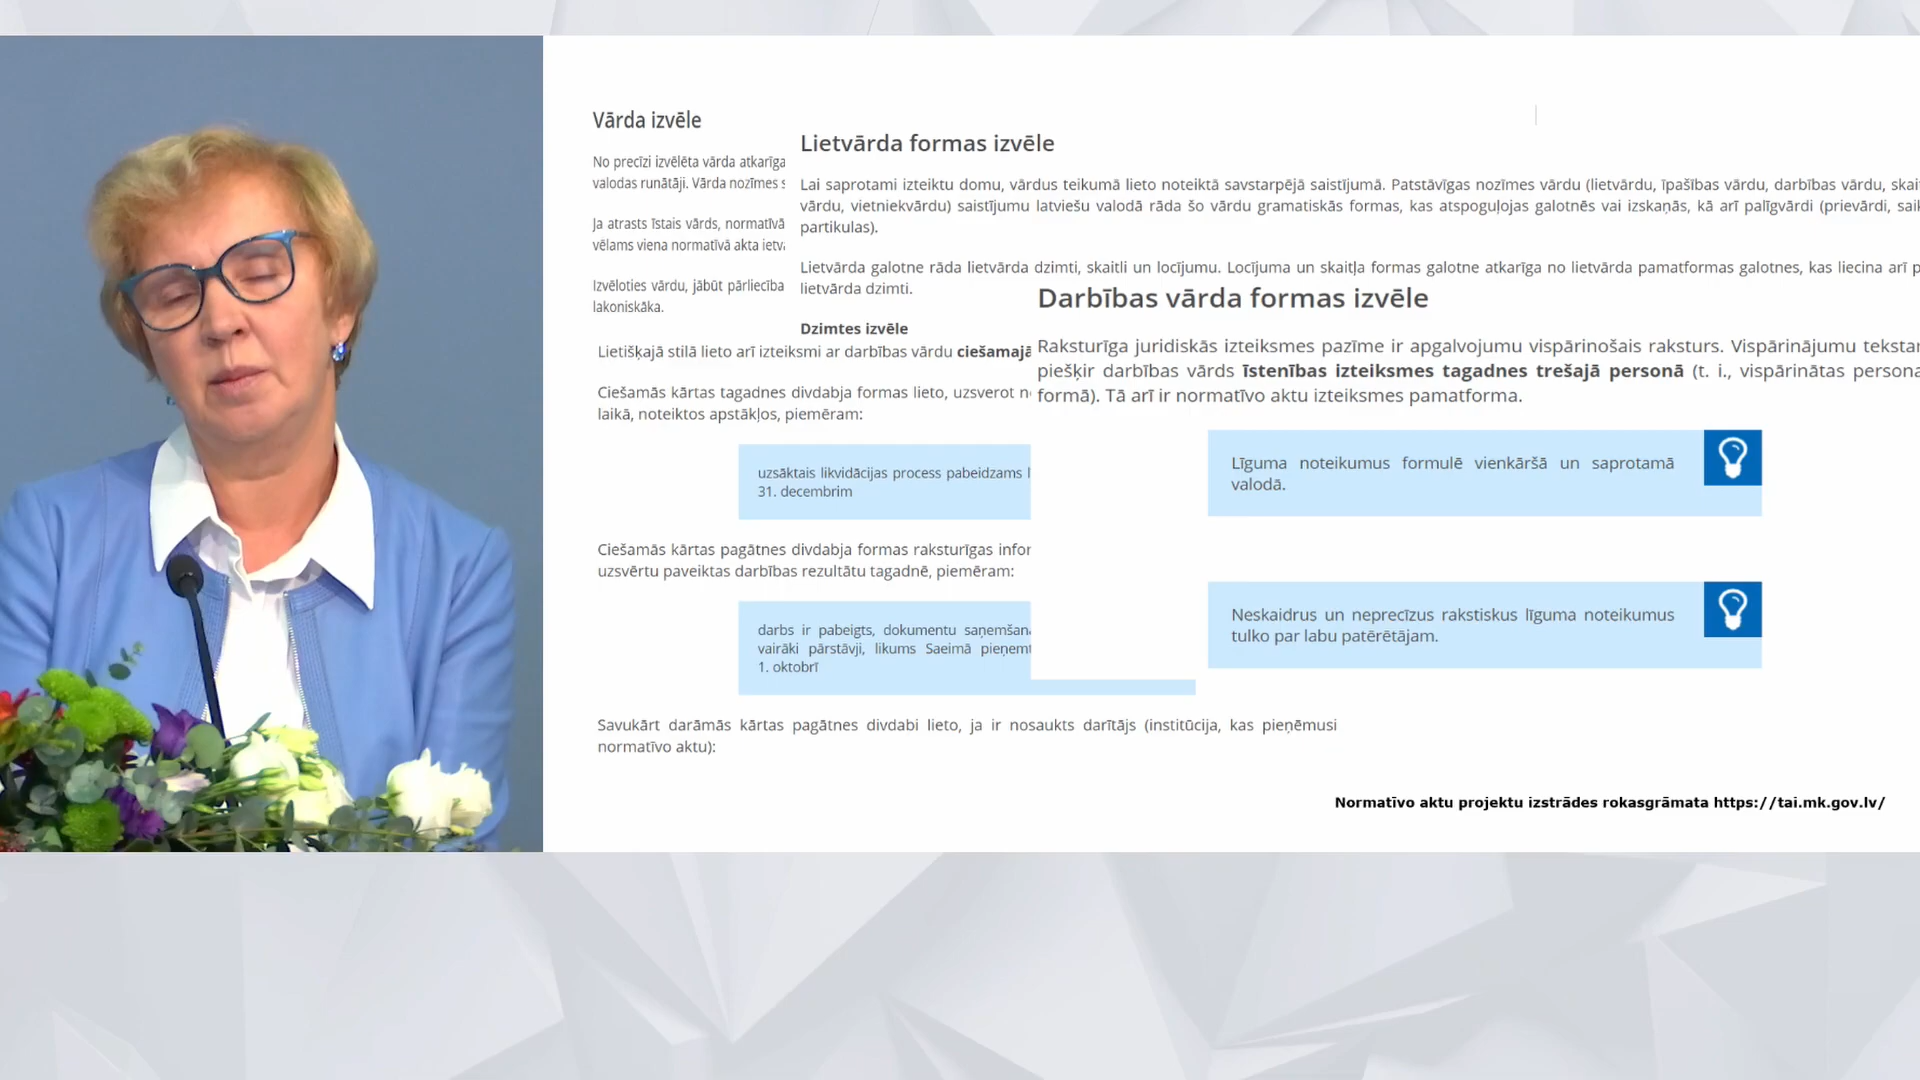 Vārda izvēle
No precīzi izvēlēta vārda atkarīga
valodas runātāji. Vārda nozīmes
Ja atrasts īstais vārds, normatīvā
vēlams viena normatīvā akta
Izvēloties vārdu, jābūt
lakoniskāka.
Lietvārda formas izvēle
Lai saprotami izteiktu domu, vārdus teikumā lieto noteiktā savstarpējā saistījumā. Patstāvīgas nozīmes vārdu (lietvārdu, īpašības vārdu, darbības vārdu,
vārdu, vietniekvārdu) saistījumu latviešu valodā rāda šo vārdu gramatiskās formas, kas atspoguļojas galotnēs vai izskaņās, kā arī palīgvārdi (prievārdi,
partikulas).
Lietvārda galotne rāda lietvārda dzimti, skaitli un locījumu. Locījuma un skaitļa formas galotne atkarīga no lietvārda pamatformas galotnes, kas liecina arī
lietvārda dzimti.
Dzimtes izvēle
Lietišķajā stilā lieto arī izteiksmi ar darbības vārdu ciešamajā
Ciešamās kārtas tagadnes divdabja formas lieto, uzsverot
laikā, noteiktos apstākļos, piemēram:
uzsāktais likvidācijas process pabeidzams
31. decembrim
Ciešamās kārtas pagātnes divdabja formas raksturīgas
uzsvērtu paveiktas darbības rezultātu tagadnē, piemēram:
darbs ir pabeigts, dokumentu
vairāki pārstāvji, likums Saeimā
1. oktobrī
Savukārt darāmās kārtas pagātnes divdabi lieto, ja ir nosaukts darītājs (institūcija, kas pieņēmusi
normatīvo aktu):
Darbības vārda formas izvēle
Raksturīga juridiskās izteiksmes pazīme ir apgalvojumu vispārinošais raksturs. Vispārinājumu
piešķir darbības vārds īstenības izteiksmes tagadnes trešajā personā (t. i., vispārinātas
formā). Tā arī ir normatīvo aktu izteiksmes pamatforma.
Līguma noteikumus formulē vienkāršā un saprotamā
valodā.
Neskaidrus un neprecīzus rakstiskus līguma noteikumus
tulko par labu patērētājam.
Normatīvo aktu projektu izstrādes rokasgrāmata https://tai.mk.gov.lv/